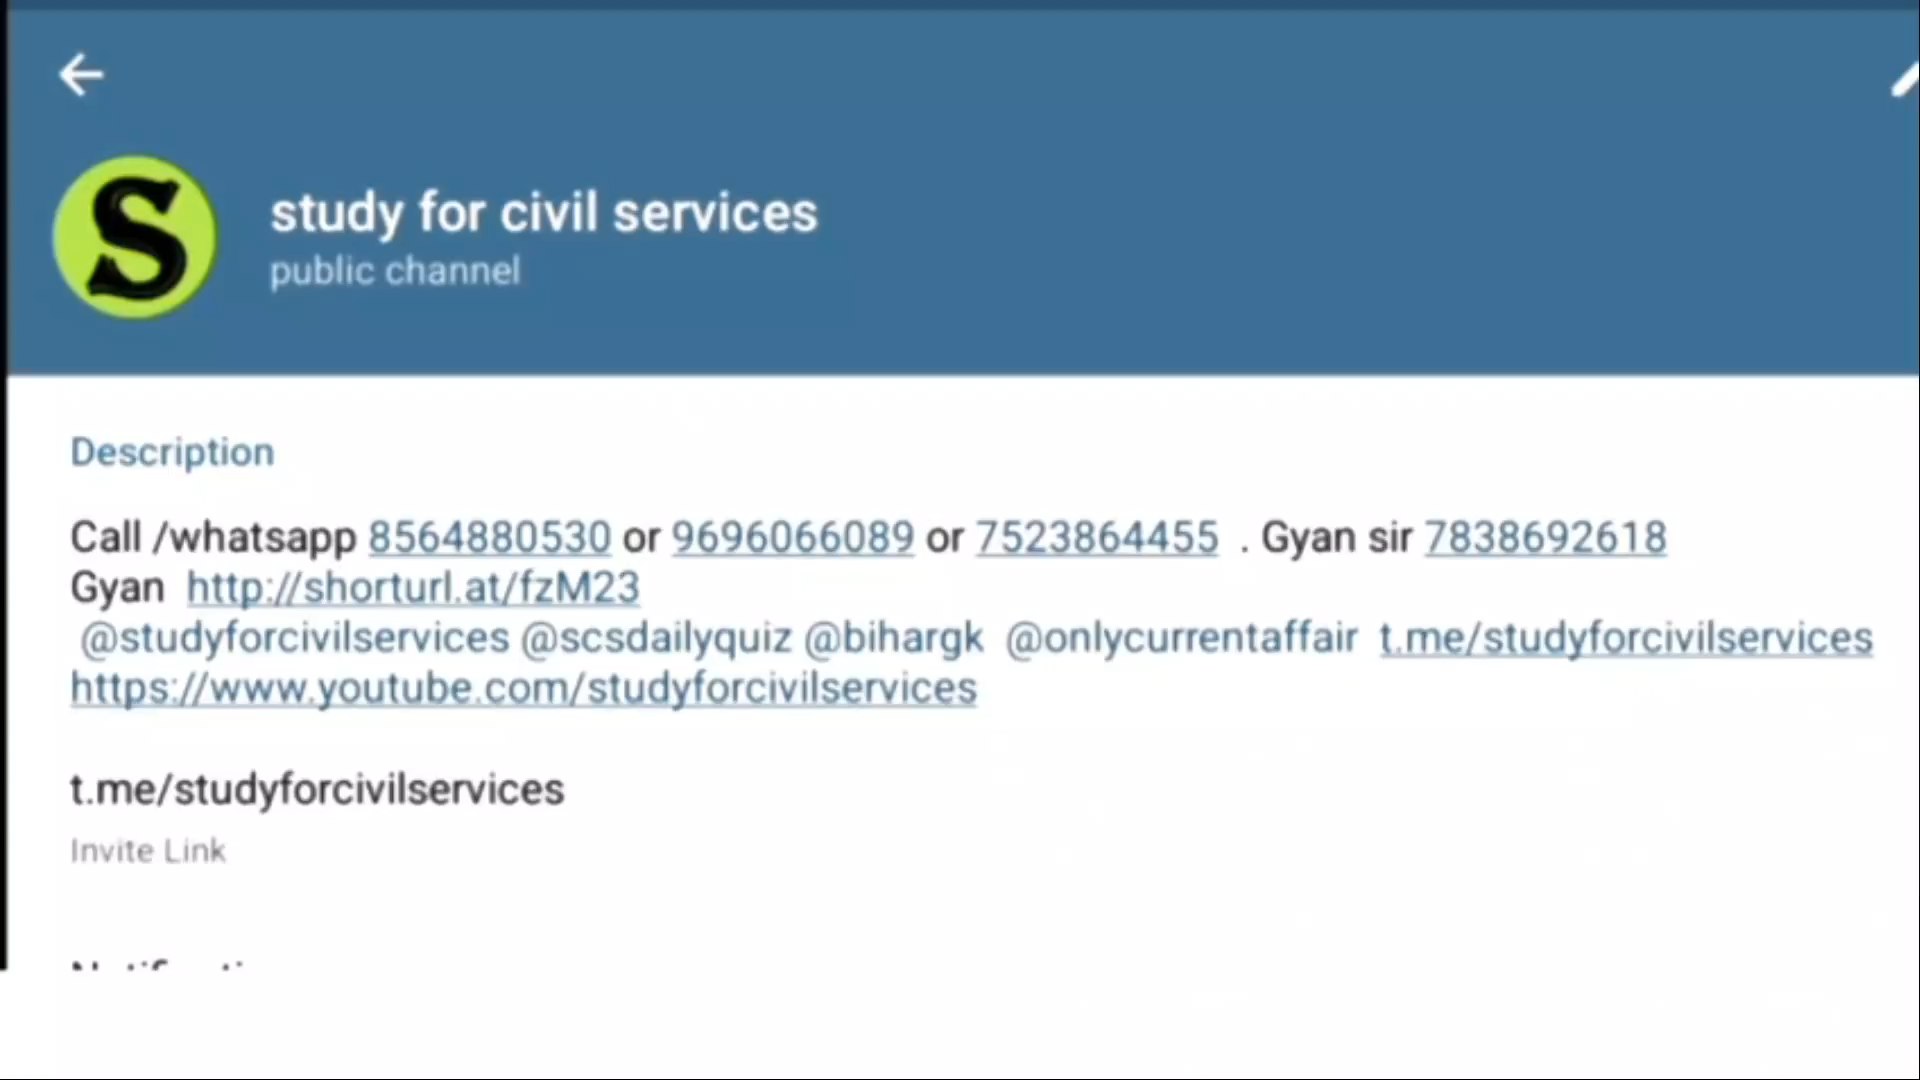 S
study for civil services
public channel
Description
Call /whatsapp 8564880530 or 9696066089 or 7523864455 . Gyan sir 7838692618
Gyan http://shorturl.at/fzM23
@studyforcivilservices @scsdailyquiz @bihargk @onlycurrentaffair t.me/studyforcivilservices
https://www.youtube.com/studyforcivilservices
t.me/studyforcivilservices
Invite Link